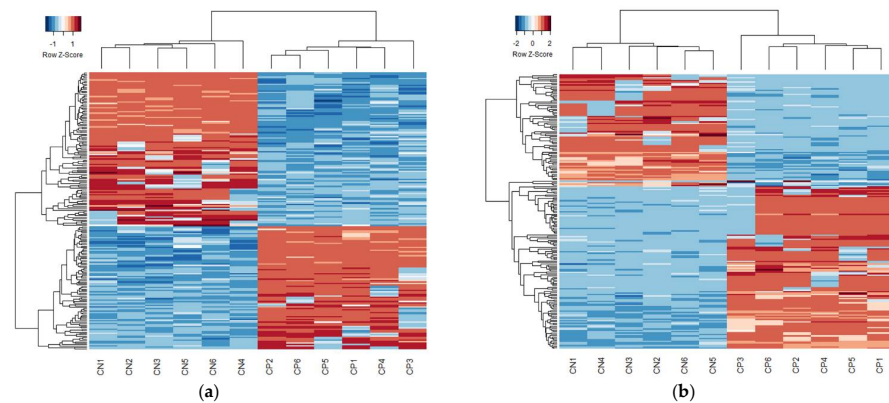 -1 1
Row Z-Score
CN1 CN2 CN3 CN5 CN6 CN4 CP2 CP6 CP5 CP1 CP4 CP3
(a)
-2 0 2
Row Z-Score
CN1 CN4 CN3 CN2 CN6 CN5 CP3 CP6 CP2 CP4 CP5 CP1
(b)